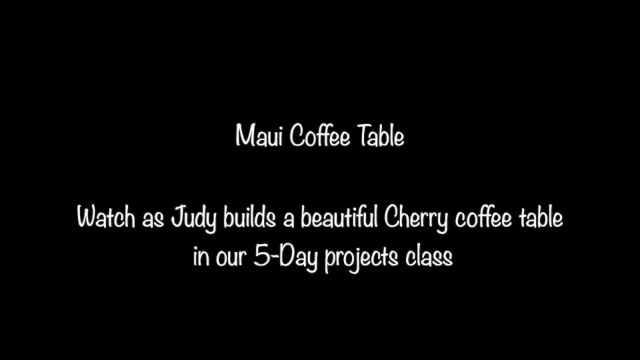 Maui Coffee Table
Watch as Judy builds a beautiful Cherry coffee table
in our 5-Day projects class